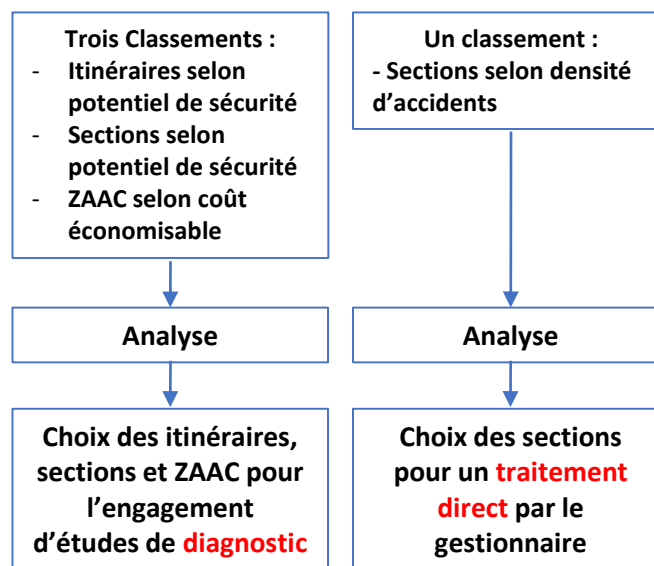 Trois Classements :
- Itinéraires selon
potentiel de sécurité
- Sections selon
potentiel de sécurité
- ZAAC selon coût
économisable
Analyse
Choix des itinéraires,
sections et ZAAC pour
l’engagement
d’études de diagnostic
Un classement :
- Sections selon densité
d’accidents
Analyse
Choix des sections
pour un traitement
direct par le
gestionnaire